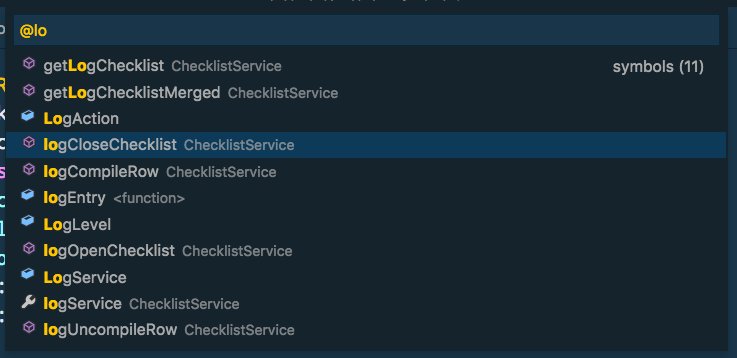 @lo
getLogChecklist ChecklistService symbols (11)
getLogChecklistMerged ChecklistService
LogAction
logCloseChecklist ChecklistService
logCompileRow ChecklistService
logEntry <function>
LogLevel
logOpenChecklist ChecklistService
LogService
logService ChecklistService
logUncompileRow ChecklistService